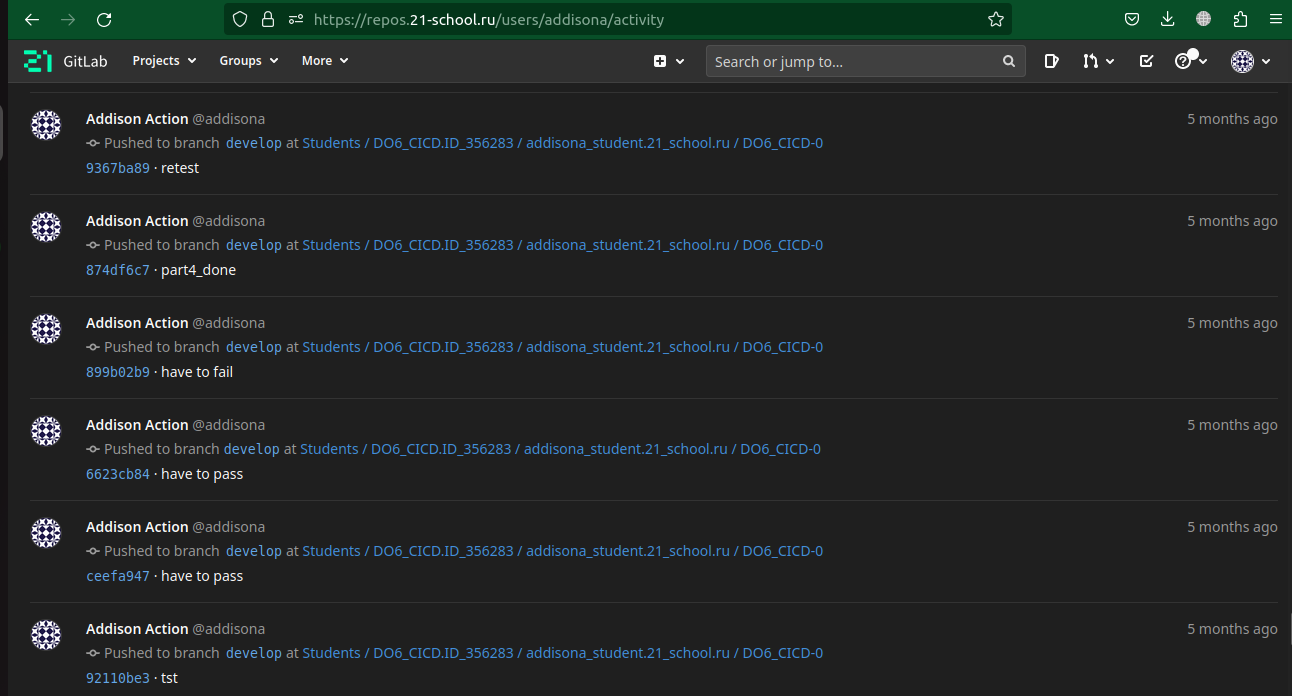 https://repos.21-school.ru/users/addisona/activity
21 GitLab Projects Groups More Search or jump to...
Addison Action @addisona 5 months ago
Pushed to branch develop at Students / DO6_CICD.ID_356283 / addisona_student.21_school.ru / DO6_CICD-0
9367ba89 · retest
Addison Action @addisona 5 months ago
Pushed to branch develop at Students / DO6_CICD.ID_356283 / addisona_student.21_school.ru / DO6_CICD-0
874df6c7 · part4_done
Addison Action @addisona 5 months ago
Pushed to branch develop at Students / DO6_CICD.ID_356283 / addisona_student.21_school.ru / DO6_CICD-0
899b02b9 · have to fail
Addison Action @addisona 5 months ago
Pushed to branch develop at Students / DO6_CICD.ID_356283 / addisona_student.21_school.ru / DO6_CICD-0
6623cb84 · have to pass
Addison Action @addisona 5 months ago
Pushed to branch develop at Students / DO6_CICD.ID_356283 / addisona_student.21_school.ru / DO6_CICD-0
ceefa947 · have to pass
Addison Action @addisona 5 months ago
Pushed to branch develop at Students / DO6_CICD.ID_356283 / addisona_student.21_school.ru / DO6_CICD-0
92110be3 · tst